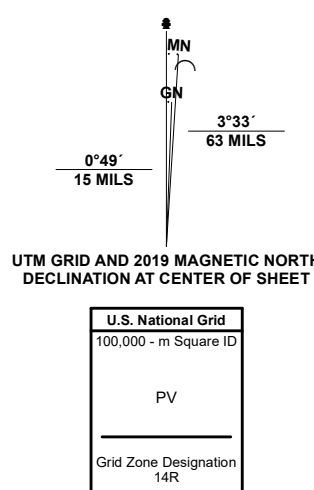 MN
GN
3°33´
63 MILS
0°49´
15 MILS
UTM GRID AND 2019 MAGNETIC NORTH
DECLINATION AT CENTER OF SHEET
U.S. National Grid
100,000 - m Square ID
PV
Grid Zone Designation
14R